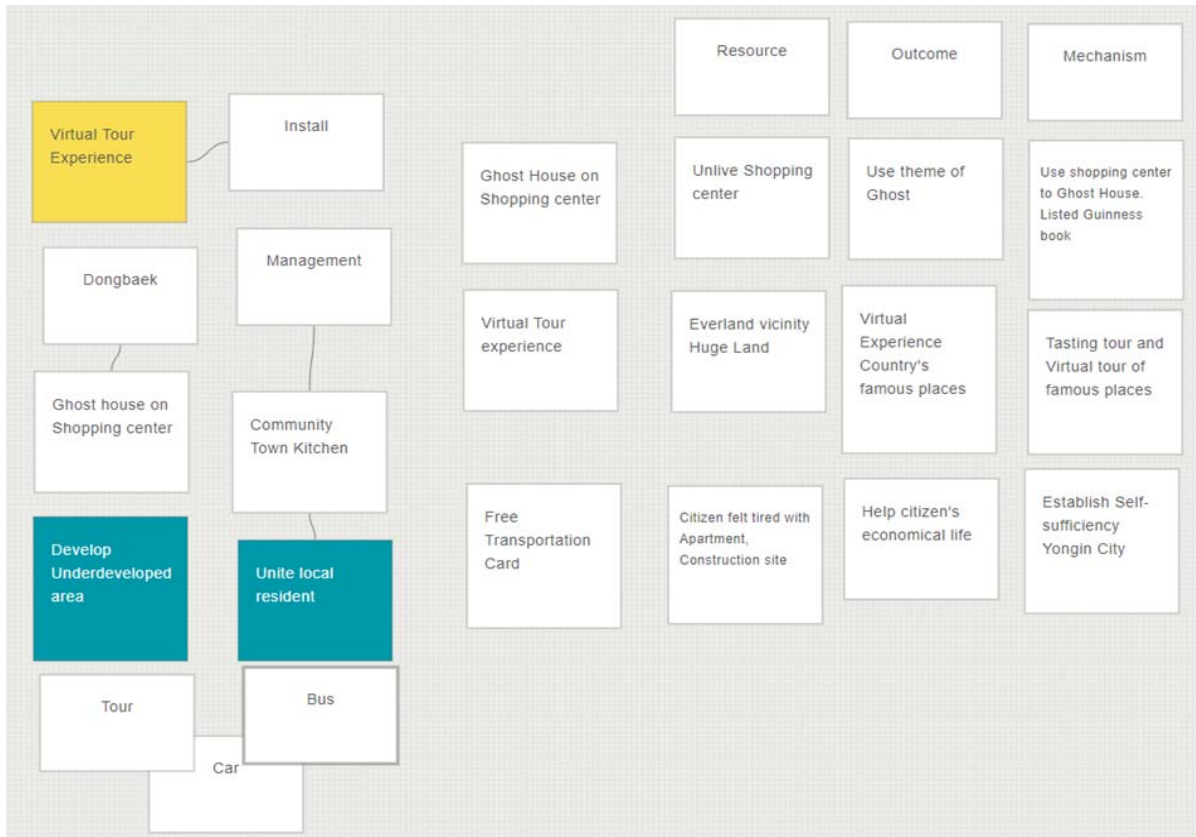 Virtual Tour
Experience
Install
Dongbaek
Management
Ghost house on
Shopping center
Community
Town Kitchen
Develop
Underdeveloped
area
Unite local
resident
Tour
Bus
Car
Resource
Outcome
Mechanism
Ghost House on
Shopping center
Unlive Shopping
center
Use theme of
Ghost
Use shopping center
to Ghost House.
Listed Guinness
book
Virtual Tour
experience
Everland vicinity
Huge Land
Virtual
Experience
Country's
famous places
Tasting tour and
Virtual tour of
famous places
Free
Transportation
Card
Citizen felt tired with
Apartment,
Construction site
Help citizen's
economical life
Establish Self-
sufficiency
Yongin City